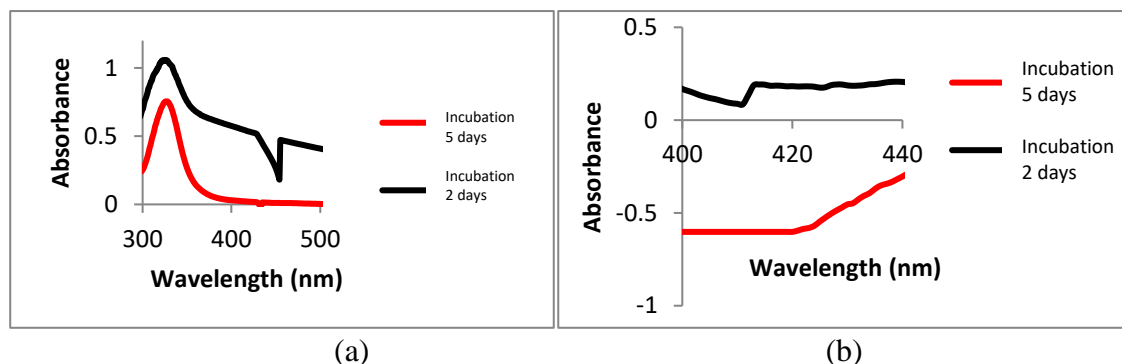 Absorbance
1
0.5
0
300
400
500
Wavelength (nm)
Incubation
5 days
Incubation
2 days
(a)
Absorbance
0.5
0
-0.5
-1
400
420
440
Wavelength (nm)
Incubation
5 days
Incubation
2 days
(b)